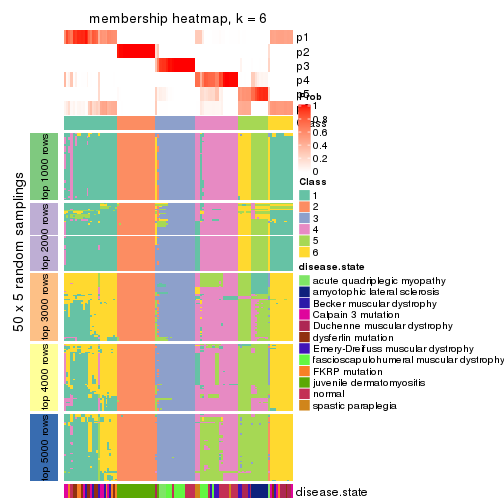 membership heatmap, k = 6
p1
p2
p3
p4
Prob
1
0.8
0.6
0.4
0.2
0
Class
1
2
3
4
5
6
disease.state
acute quadriplegic myopathy
amyotrophic lateral sclerosis
Becker muscular dystrophy
Calpain 3 mutation
Duchenne muscular dystrophy
dysferlin mutation
Emery-Dreifuss muscular dystrophy
fascioscapulohumeral muscular dystrophy
FKRP mutation
juvenile dermatomyositis
normal
spastic paraplegia
50 x 5 random samplings
top 1000 rows
top 2000 rows
top 3000 rows
top 4000 rows
top 5000 rows
disease.state